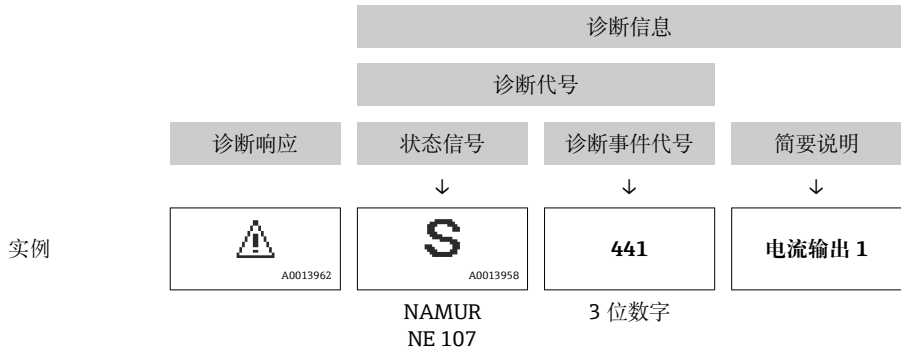 诊断信息
诊断代号
诊断响应 状态信号 诊断事件代号 简要说明
↓ ↓ ↓
实例 ⚠ S 441 电流输出 1
A0013962 A0013958
NAMUR 3 位数字
NE 107